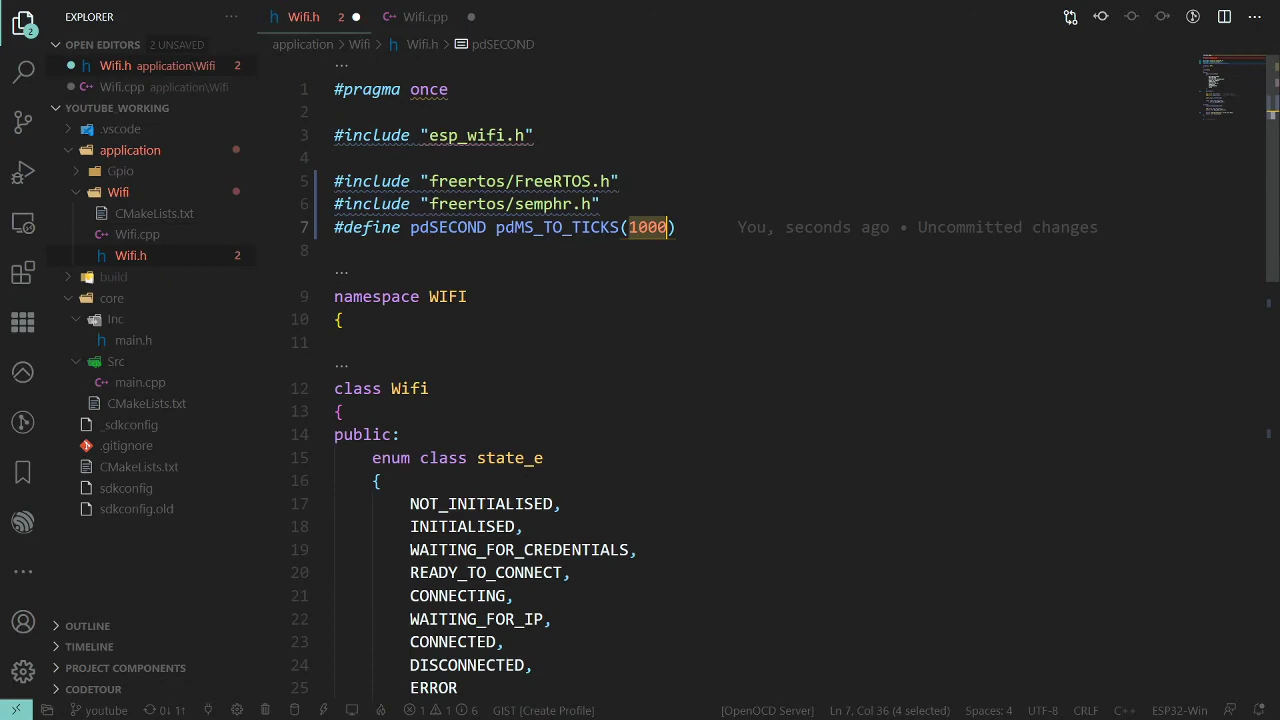 EXPLORER
Wifi.h 2
Wifi.cpp
OPEN EDITORS 2 UNSAVED
application > Wifi > Wifi.h > pdSECOND
Wifi.h application\Wifi 2
Wifi.cpp application\Wifi
YOUTUBE_WORKING
.vscode
application
Gpio
Wifi
CMakeLists.txt
Wifi.cpp
Wifi.h 2
build
core
Inc
main.h
Src
main.cpp
CMakeLists.txt
_sdkconfig
.gitignore
CMakeLists.txt
sdkconfig
sdkconfig.old
OUTLINE
TIMELINE
PROJECT COMPONENTS
CODETOUR
2
...
1 #pragma once
2
3 #include "esp_wifi.h"
4
5 #include "freertos/FreeRTOS.h"
6 #include "freertos/semphr.h"
7 #define pdSECOND pdMS_TO_TICKS(1000) You, seconds ago • Uncommitted changes
8
...
9 namespace WIFI
10 {
11
...
12 class Wifi
13 {
14 public:
15 enum class state_e
16 {
17 NOT_INITIALISED,
18 INITIALISED,
19 WAITING_FOR_CREDENTIALS,
20 READY_TO_CONNECT,
21 CONNECTING,
22 WAITING_FOR_IP,
23 CONNECTED,
24 DISCONNECTED,
25 ERROR
youtube 0↓ 1↑ 1 1 6 GIST [Create Profile] [OpenOCD Server] Ln 7, Col 36 (4 selected) Spaces: 4 UTF-8 CRLF C++ ESP32-Win